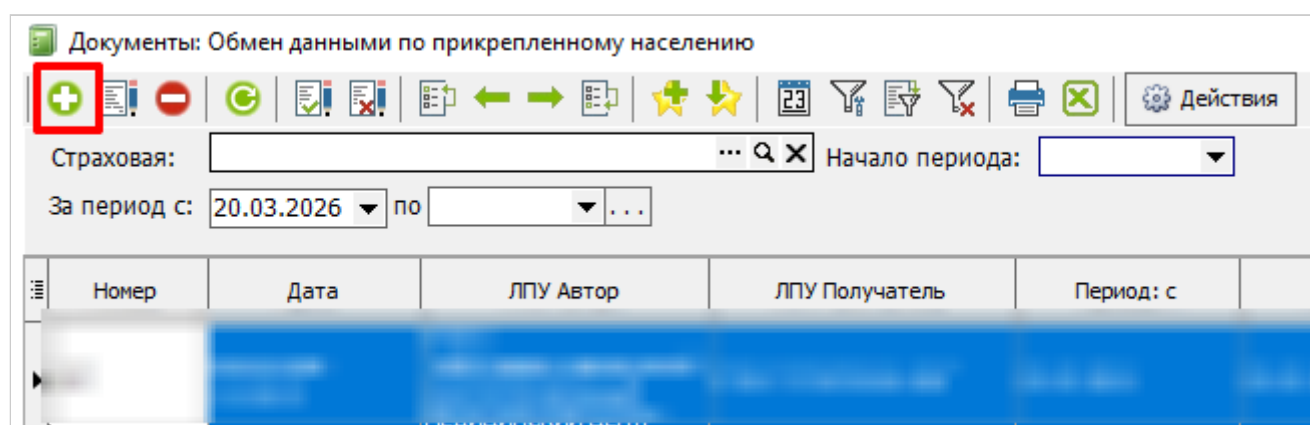 Документы: Обмен данными по прикрепленному населению
23 Действия
Страховая: ... Начало периода:
За период с: 20.03.2026 по ...
Номер Дата ЛПУ Автор ЛПУ Получатель Период: с